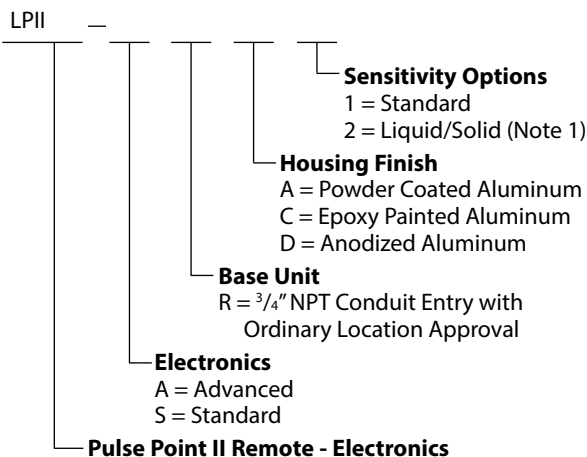 LPII –
Sensitivity Options
1 = Standard
2 = Liquid/Solid (Note 1)
Housing Finish
A = Powder Coated Aluminum
C = Epoxy Painted Aluminum
D = Anodized Aluminum
Base Unit
R = 3/4″ NPT Conduit Entry with
Ordinary Location Approval
Electronics
A = Advanced
S = Standard
Pulse Point II Remote - Electronics